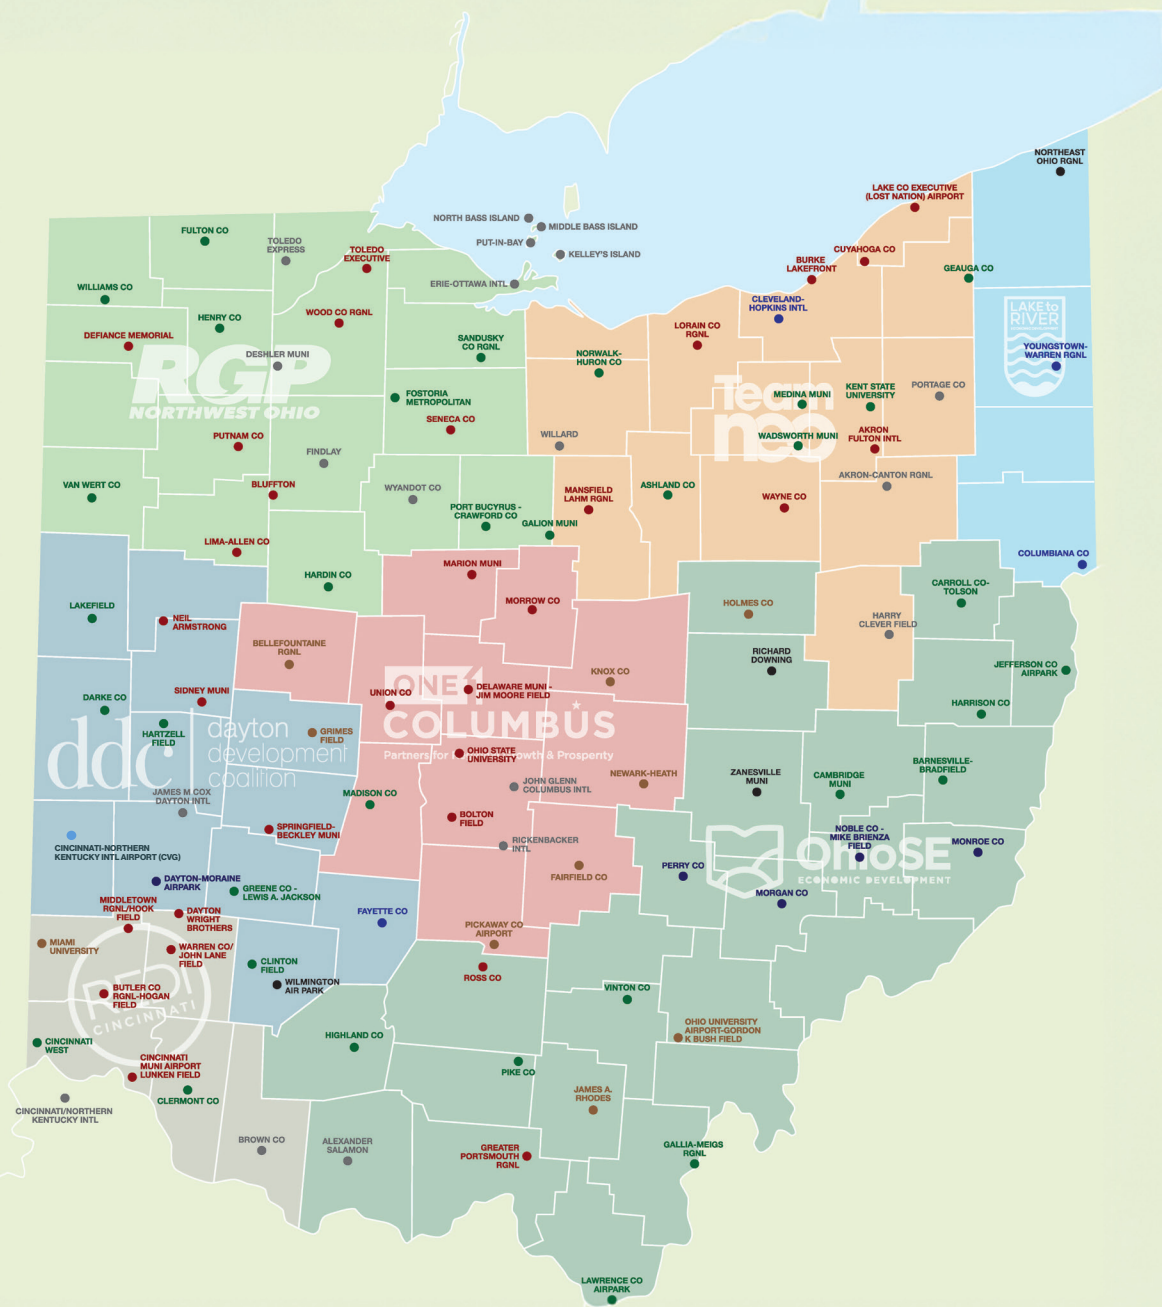 NORTHEAST
OHIO RGNL
LAKE CO EXECUTIVE
(LOST NATION) AIRPORT
NORTH BASS ISLAND
MIDDLE BASS ISLAND
PUT-IN-BAY
KELLEY'S ISLAND
ERIE-OTTAWA INTL
FULTON CO
TOLEDO
EXPRESS
TOLEDO
EXECUTIVE
CUYAHOGA CO
BURKE
LAKEFRONT
GEAUGA CO
WILLIAMS CO
CLEVELAND-
HOPKINS INTL
LAKE to
RIVER
HENRY CO
WOOD CO RGNL
DEFIANCE MEMORIAL
LORAIN CO
RGNL
SANDUSKY
CO RGNL
NORWALK-
HURON CO
YOUNGSTOWN-
WARREN RGNL
DESHLER MUNI
RGP
NORTHWEST OHIO
FOSTORIA
METROPOLITAN
SENECA CO
Team
neo
MEDINA MUNI
KENT STATE
UNIVERSITY
PORTAGE CO
WADSWORTH MUNI
AKRON
FULTON INTL
PUTNAM CO
WILLARD
FINDLAY
AKRON-CANTON RGNL
VAN WERT CO
BLUFFTON
WYANDOT CO
MANSFIELD
LAHM RGNL
ASHLAND CO
WAYNE CO
PORT BUCYRUS -
CRAWFORD CO
GALION MUNI
LIMA-ALLEN CO
COLUMBIANA CO
MARION MUNI
HARDIN CO
CARROLL CO-
TOLSON
LAKEFIELD
MORROW CO
HOLMES CO
NEIL
ARMSTRONG
HARRY
CLEVER FIELD
BELLEFOUNTAINE
RGNL
RICHARD
DOWNING
JEFFERSON CO
AIRPARK
KNOX CO
ONE
COLUMBUS
UNION CO
DELAWARE MUNI -
JIM MOORE FIELD
DARKE CO
SIDNEY MUNI
HARRISON CO
HARTZELL
FIELD
ddc
dayton
development
coalition
GRIMES
FIELD
Partners for
owth & Prosperity
OHIO STATE
UNIVERSITY
BARNESVILLE-
BRADFIELD
NEWARK-HEATH
ZANESVILLE
MUNI
CAMBRIDGE
MUNI
JOHN GLENN
COLUMBUS INTL
JAMES M COX
DAYTON INTL
MADISON CO
BOLTON
FIELD
SPRINGFIELD-
BECKLEY MUNI
RICKENBACKER
INTL
NOBLE CO -
MIKE BRIENZA
FIELD
MONROE CO
OhioSE
ECONOMIC DEVELOPMENT
CINCINNATI-NORTHERN
KENTUCKY INTL AIRPORT (CVG)
PERRY CO
FAIRFIELD CO
DAYTON-MORAINE
AIRPARK
GREENE CO -
LEWIS A. JACKSON
MORGAN CO
MIDDLETOWN
RGNL/HOOK
FIELD
DAYTON
WRIGHT
BROTHERS
FAYETTE CO
PICKAWAY CO
AIRPORT
MIAMI
UNIVERSITY
WARREN CO/
JOHN LANE
FIELD
CLINTON
FIELD
ROSS CO
REDI
CINCINNATI
BUTLER CO
RGNL-HOGAN
FIELD
WILMINGTON
AIR PARK
VINTON CO
OHIO UNIVERSITY
AIRPORT-GORDON
K BUSH FIELD
CINCINNATI
WEST
HIGHLAND CO
CINCINNATI
MUNI AIRPORT
LUNKEN FIELD
PIKE CO
CLERMONT CO
JAMES A.
RHODES
CINCINNATI/NORTHERN
KENTUCKY INTL
BROWN CO
ALEXANDER
SALAMON
GREATER
PORTSMOUTH
RGNL
GALLIA-MEIGS
RGNL
LAWRENCE CO
AIRPARK